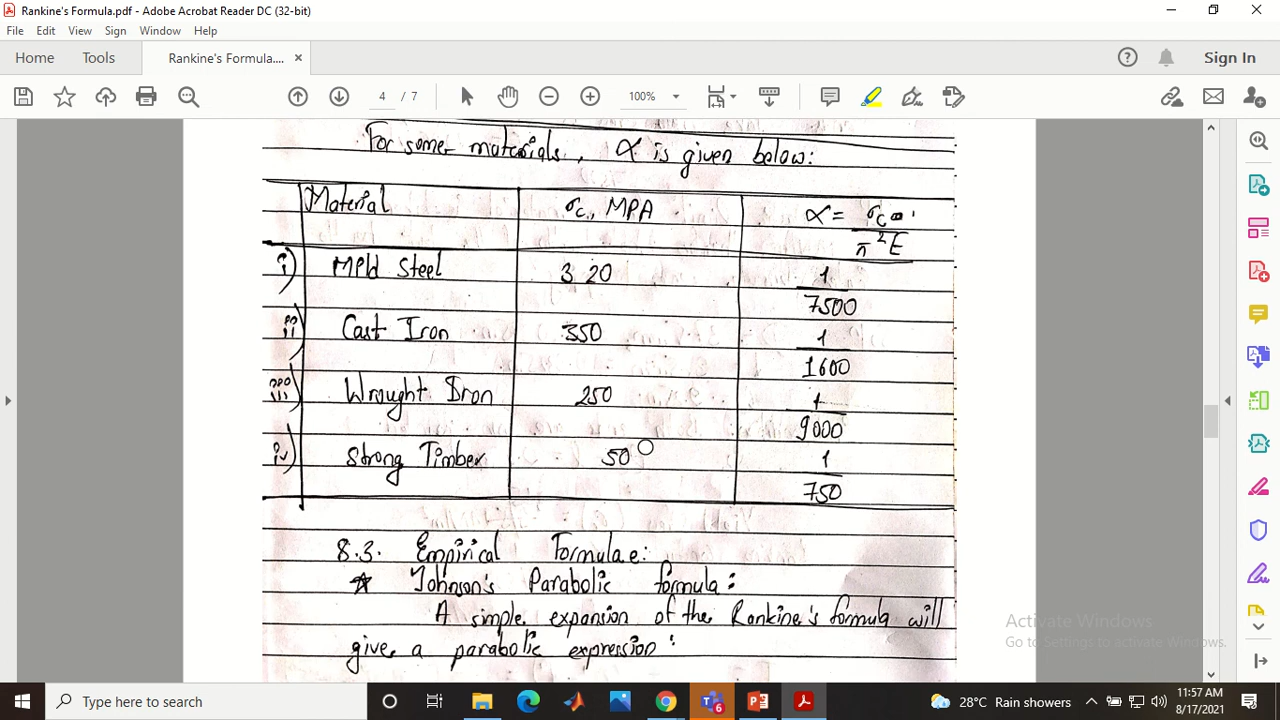 Rankine's Formula.pdf - Adobe Acrobat Reader DC (32-bit)
File Edit View Sign Window Help
Home Tools Rankine's Formula.... × Sign In
4 / 7 100%
For some materials, α is given below:
Material σc, MPA α = σc / π²E
i) Mild Steel 320 1/7500
ii) Cast Iron 350 1/1600
iii) Wrought Iron 250 1/9000
iv) Strong Timber 50 1/750
8.3. Empirical Formulae:
* Johnson's Parabolic formula:
A simple expansion of the Rankine's formula will
give a parabolic expression:
Activate Windows
Go to Settings to activate Windows.
Type here to search 6 28°C Rain showers 11:57 AM
8/17/2021